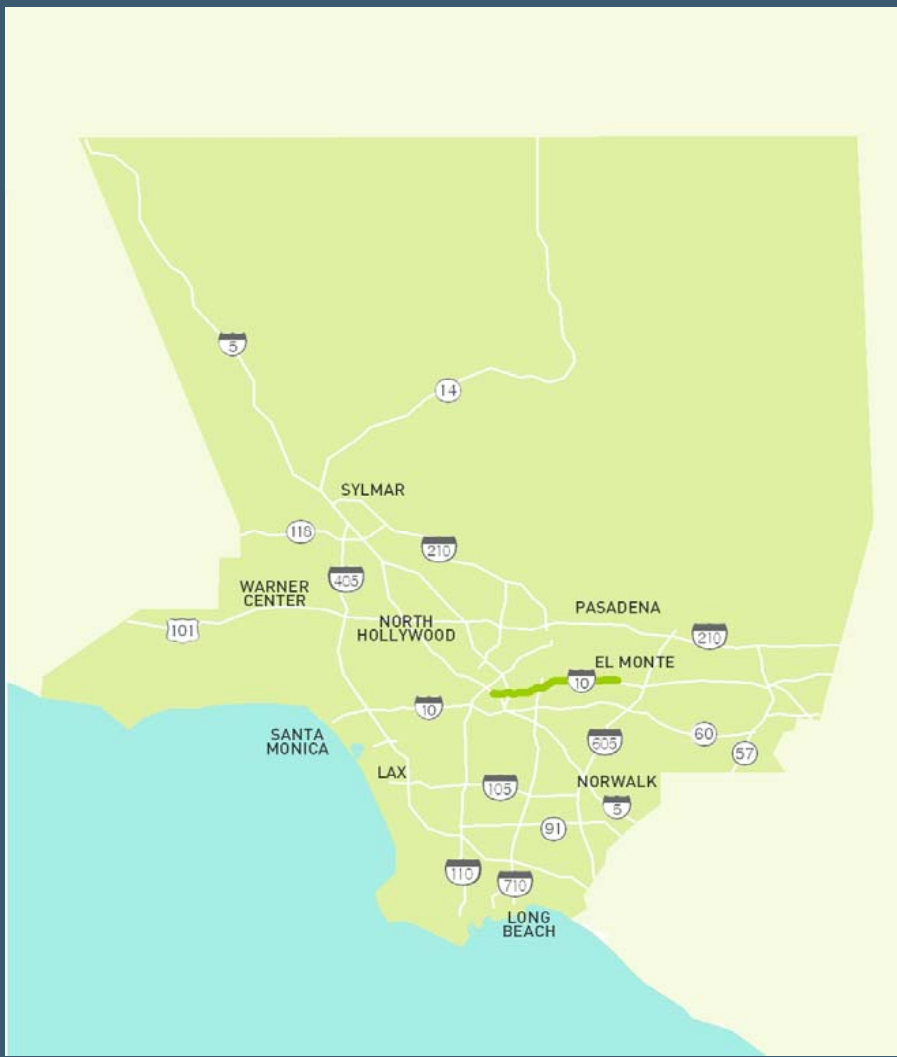 5
14
SYLMAR
118
210
405
WARNER
CENTER
PASADENA
NORTH
HOLLYWOOD
101
210
EL MONTE
10
10
SANTA
MONICA
60
605
57
LAX
NORWALK
105
5
91
110
710
LONG
BEACH